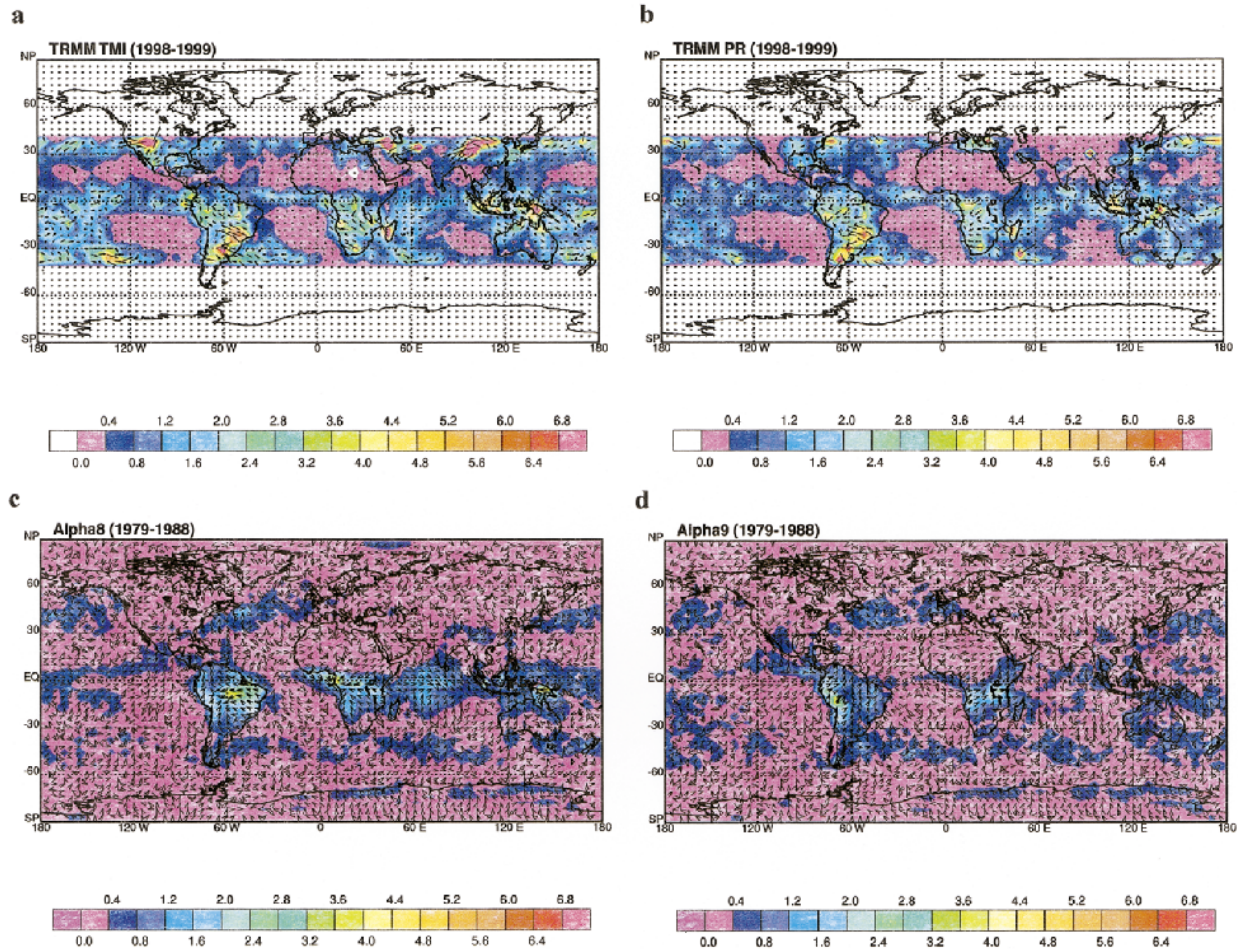 a
TRMM TMI (1998-1999)
NP
60
30
EQ
-30
-60
SP
180 120 W 60 W 0 60 E 120 E 180
0.4 1.2 2.0 2.8 3.6 4.4 5.2 6.0 6.8
0.0 0.8 1.6 2.4 3.2 4.0 4.8 5.6 6.4
b
TRMM PR (1998-1999)
NP
60
30
EQ
-30
-60
SP
180 120 W 60 W 0 60 E 120 E 180
0.4 1.2 2.0 2.8 3.6 4.4 5.2 6.0 6.8
0.0 0.8 1.6 2.4 3.2 4.0 4.8 5.6 6.4
c
Alpha8 (1979-1988)
NP
60
30
EQ
-30
-60
SP
180 120 W 60 W 0 60 E 120 E 180
0.4 1.2 2.0 2.8 3.6 4.4 5.2 6.0 6.8
0.0 0.8 1.6 2.4 3.2 4.0 4.8 5.6 6.4
d
Alpha9 (1979-1988)
NP
60
30
EQ
-30
-60
SP
180 120 W 60 W 0 60 E 120 E 180
0.4 1.2 2.0 2.8 3.6 4.4 5.2 6.0 6.8
0.0 0.8 1.6 2.4 3.2 4.0 4.8 5.6 6.4